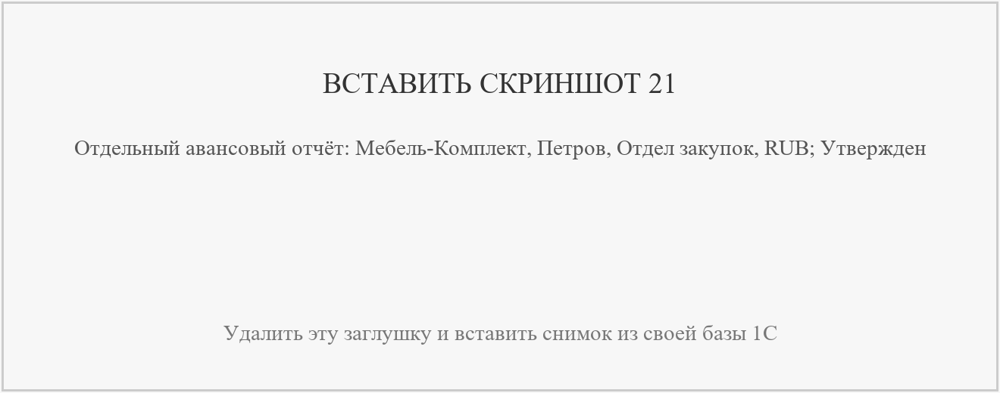 ВСТАВИТЬ СКРИНШОТ 21
Отдельный авансовый отчёт: Мебель-Комплект, Петров, Отдел закупок, RUB; Утвержден
Удалить эту заглушку и вставить снимок из своей базы 1С